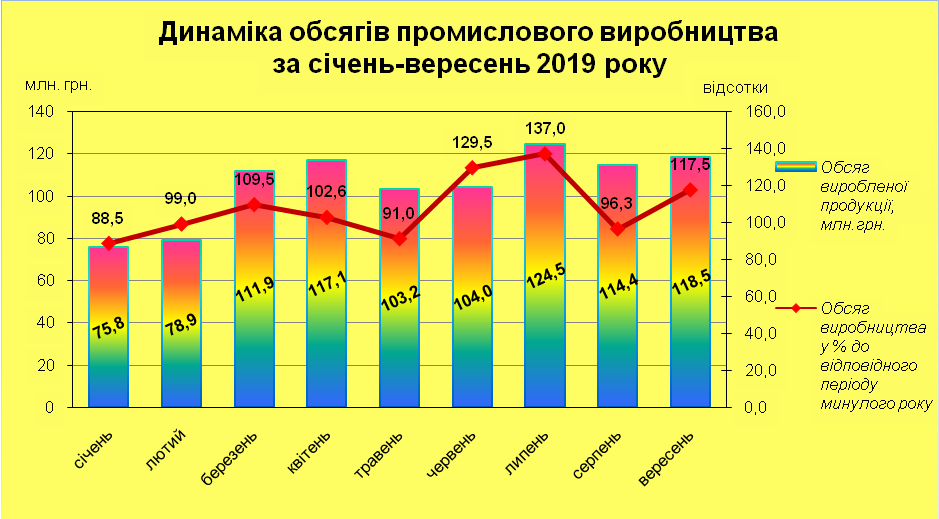 Динаміка обсягів промислового виробництва
за січень-вересень 2019 року
млн. грн.
відсотки
140
120
100
80
60
40
20
0
160,0
140,0
120,0
100,0
80,0
60,0
40,0
20,0
0,0
88,5
99,0
109,5
102,6
91,0
129,5
137,0
96,3
117,5
75,8
78,9
111,9
117,1
103,2
104,0
124,5
114,4
118,5
січень
лютий
березень
квітень
травень
червень
липень
серпень
вересень
Обсяг
виробленої
продукції,
млн.грн.
Обсяг
виробництва
у % до
відповідного
періоду
минулого року